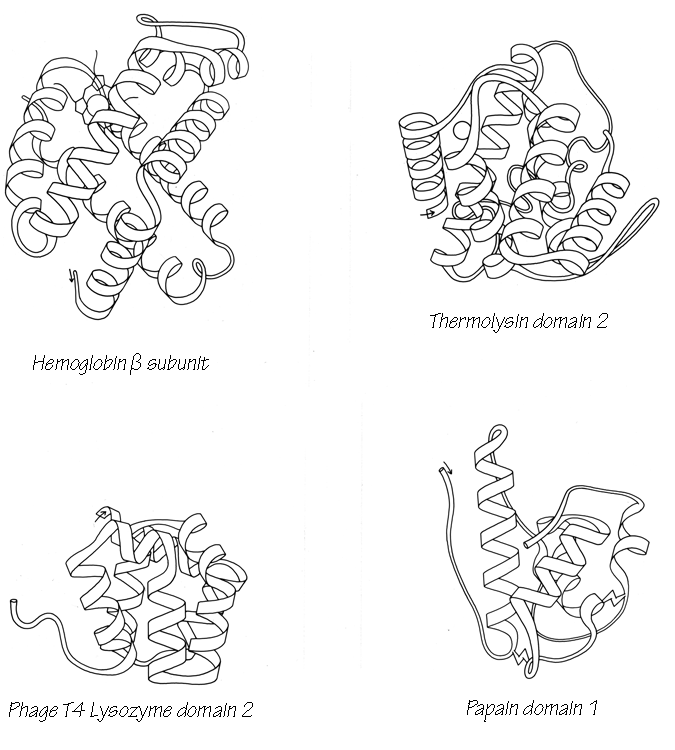 Thermolysin domain 2
Hemoglobin β subunit
Phage T4 Lysozyme domain 2
Papain domain 1